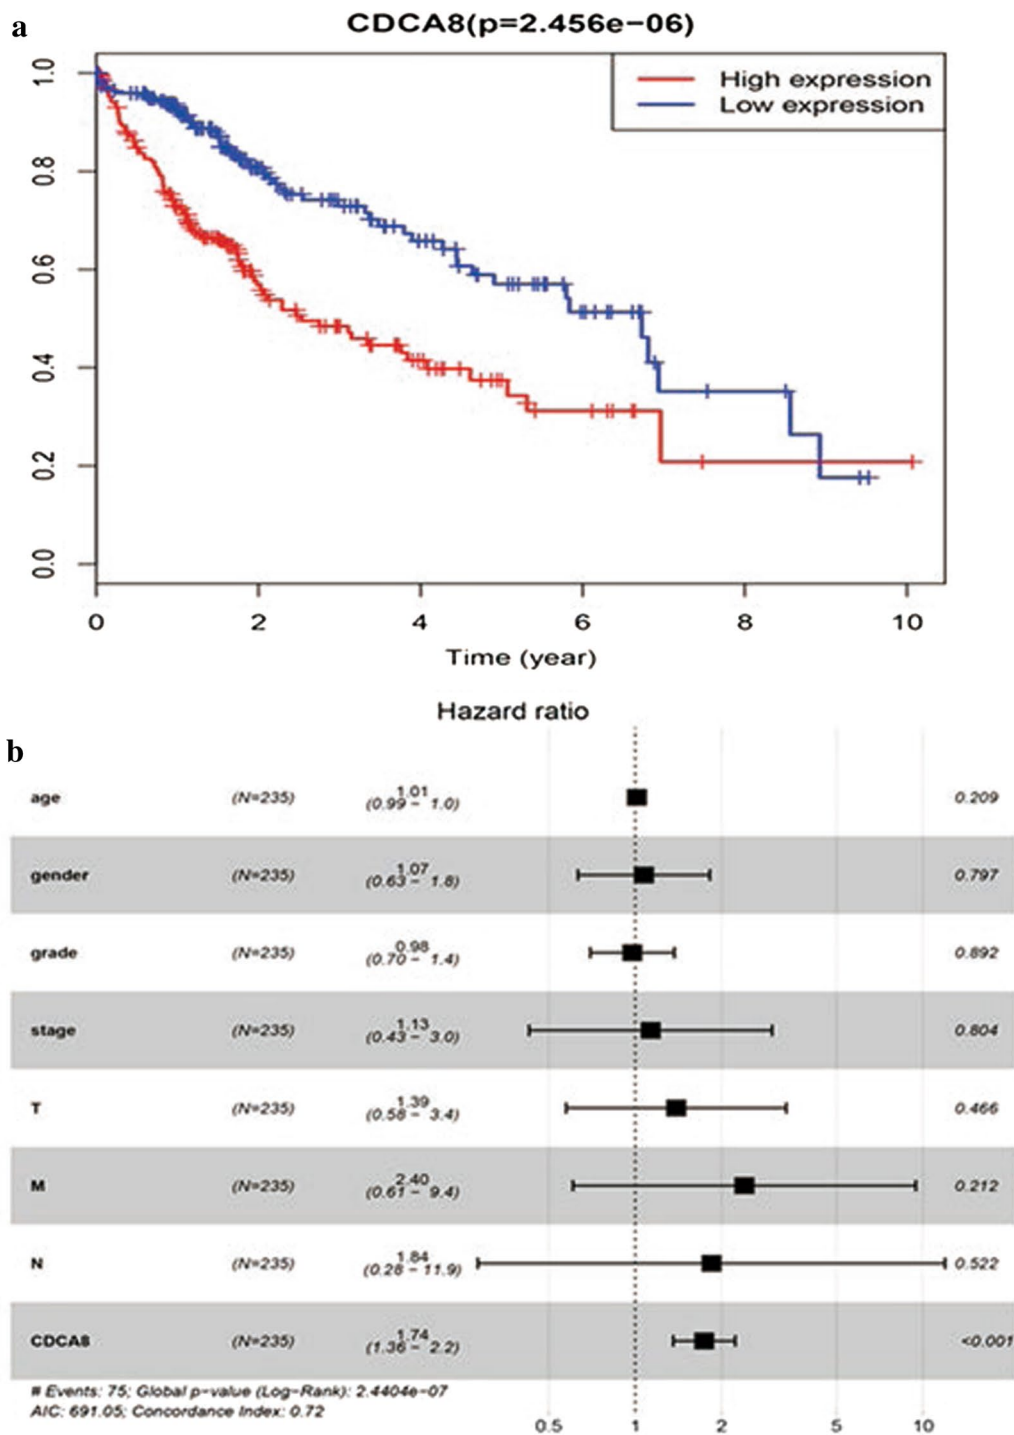 a
CDCA8(p=2.456e−06)
High expression
Low expression
1.0
0.8
0.6
0.4
0.2
0.0
0 2 4 6 8 10
Time (year)
Hazard ratio
b
age (N=235) 1.01 (0.99 − 1.0) 0.209
gender (N=235) 1.07 (0.63 − 1.8) 0.797
grade (N=235) 0.98 (0.70 − 1.4) 0.892
stage (N=235) 1.13 (0.43 − 3.0) 0.804
T (N=235) 1.39 (0.58 − 3.4) 0.466
M (N=235) 2.40 (0.61 − 9.4) 0.212
N (N=235) 1.84 (0.28 − 11.9) 0.522
CDCA8 (N=235) 1.74 (1.36 − 2.2) <0.001
# Events: 75; Global p−value (Log−Rank): 2.4404e−07
AIC: 691.05; Concordance Index: 0.72
0.5 1 2 5 10